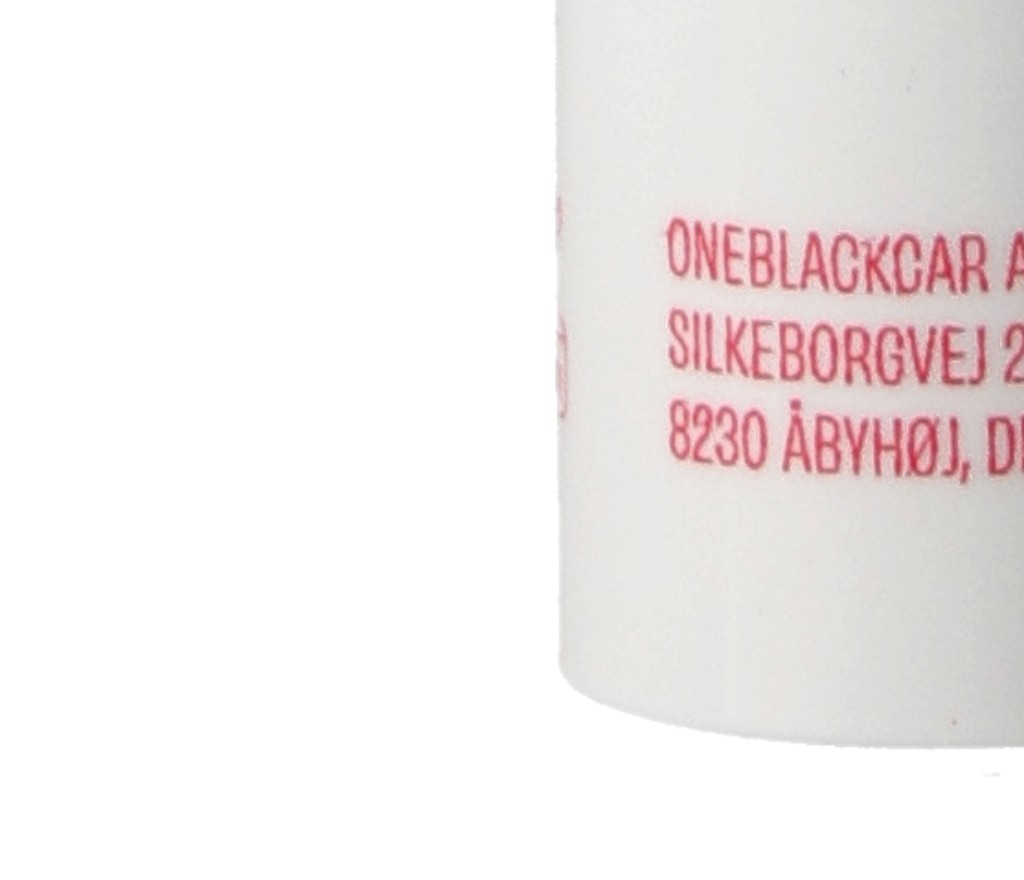 ONEBLACKCAR A
SILKEBORGVEJ 2
8230 ÅBYHØJ, D